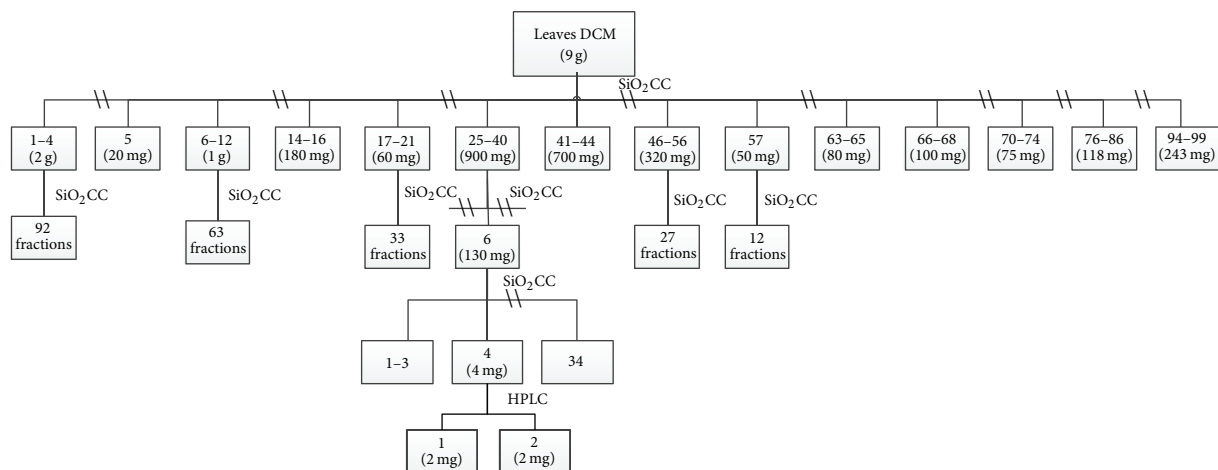 Leaves DCM
(9 g)
SiO₂CC
1–4
(2 g)
5
(20 mg)
6–12
(1 g)
14–16
(180 mg)
17–21
(60 mg)
25–40
(900 mg)
41–44
(700 mg)
46–56
(320 mg)
57
(50 mg)
63–65
(80 mg)
66–68
(100 mg)
70–74
(75 mg)
76–86
(118 mg)
94–99
(243 mg)
SiO₂CC
SiO₂CC
SiO₂CC
SiO₂CC
SiO₂CC
SiO₂CC
92
fractions
63
fractions
33
fractions
6
(130 mg)
27
fractions
12
fractions
SiO₂CC
1–3
4
(4 mg)
34
HPLC
1
(2 mg)
2
(2 mg)